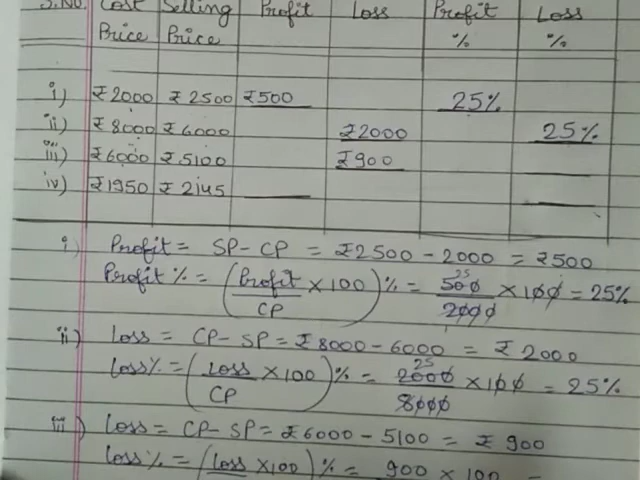 S.No. Cost Price Selling Price Profit Loss Profit % Loss %
i) ₹2000 ₹2500 ₹500 25%
ii) ₹8000 ₹6000 ₹2000 25%
iii) ₹6000 ₹5100 ₹900
iv) ₹1950 ₹2145
i) Profit = SP - CP = ₹2500 - 2000 = ₹500
Profit % = (Profit/CP × 100)% = 500/2000 × 100 = 25%
ii) Loss = CP - SP = ₹8000 - 6000 = ₹2000
Loss% = (Loss/CP × 100)% = 2000/8000 × 100 = 25%
iii) Loss = CP - SP = ₹6000 - 5100 = ₹900
Loss% = (Loss × 100)% = 900 × 100 =